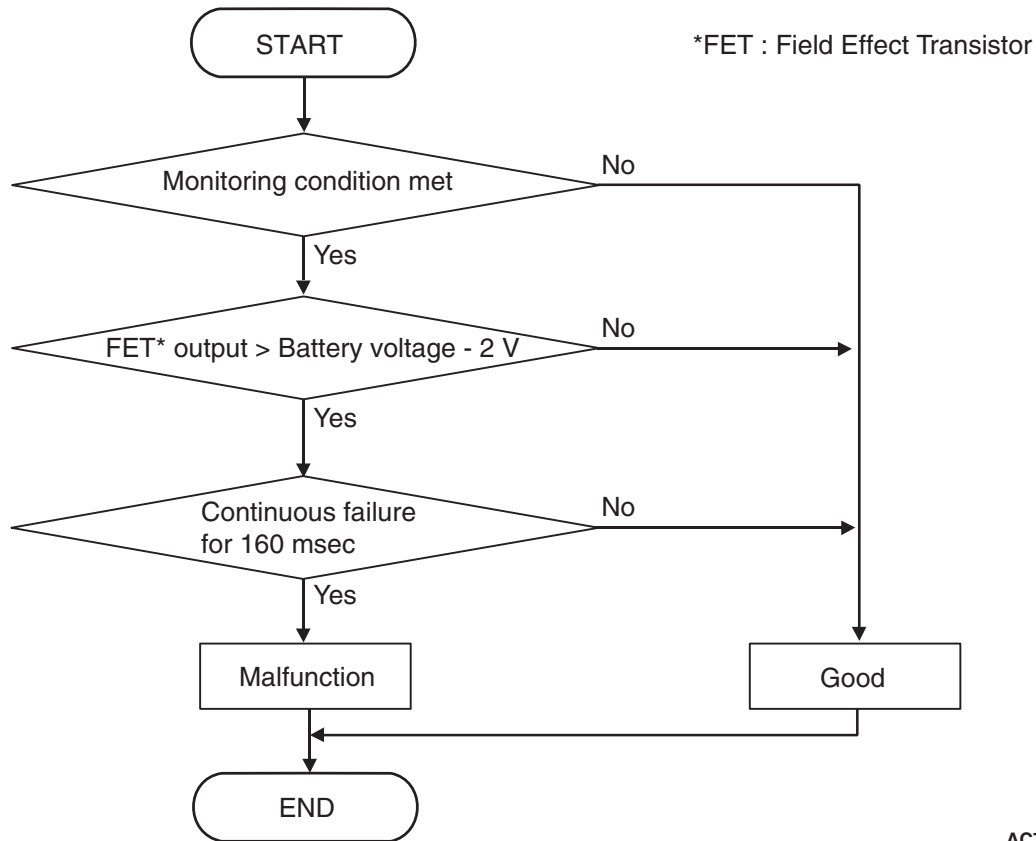 START
*FET : Field Effect Transistor
Monitoring condition met
No
Yes
FET* output > Battery voltage - 2 V
No
Yes
Continuous failure
for 160 msec
No
Yes
Malfunction
Good
END